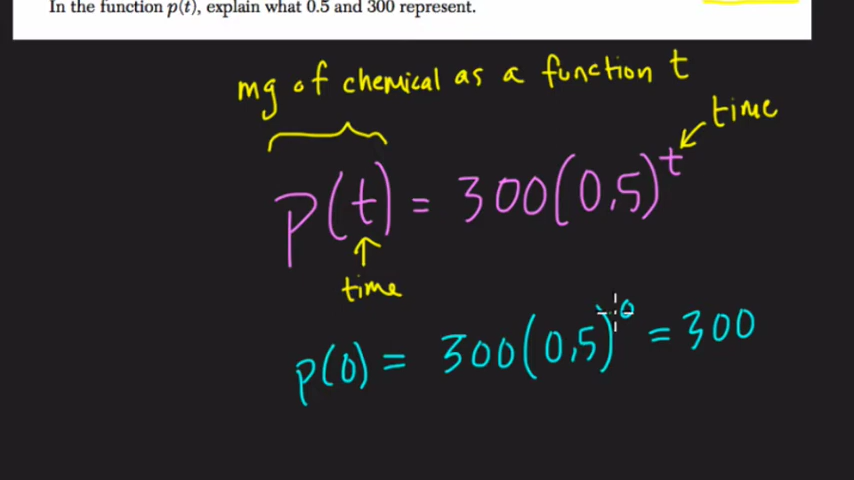 In the function p(t), explain what 0.5 and 300 represent.
mg of chemical as a function t
time
P(t) = 300(0,5)^t
time
p(0) = 300(0,5)^0 = 300